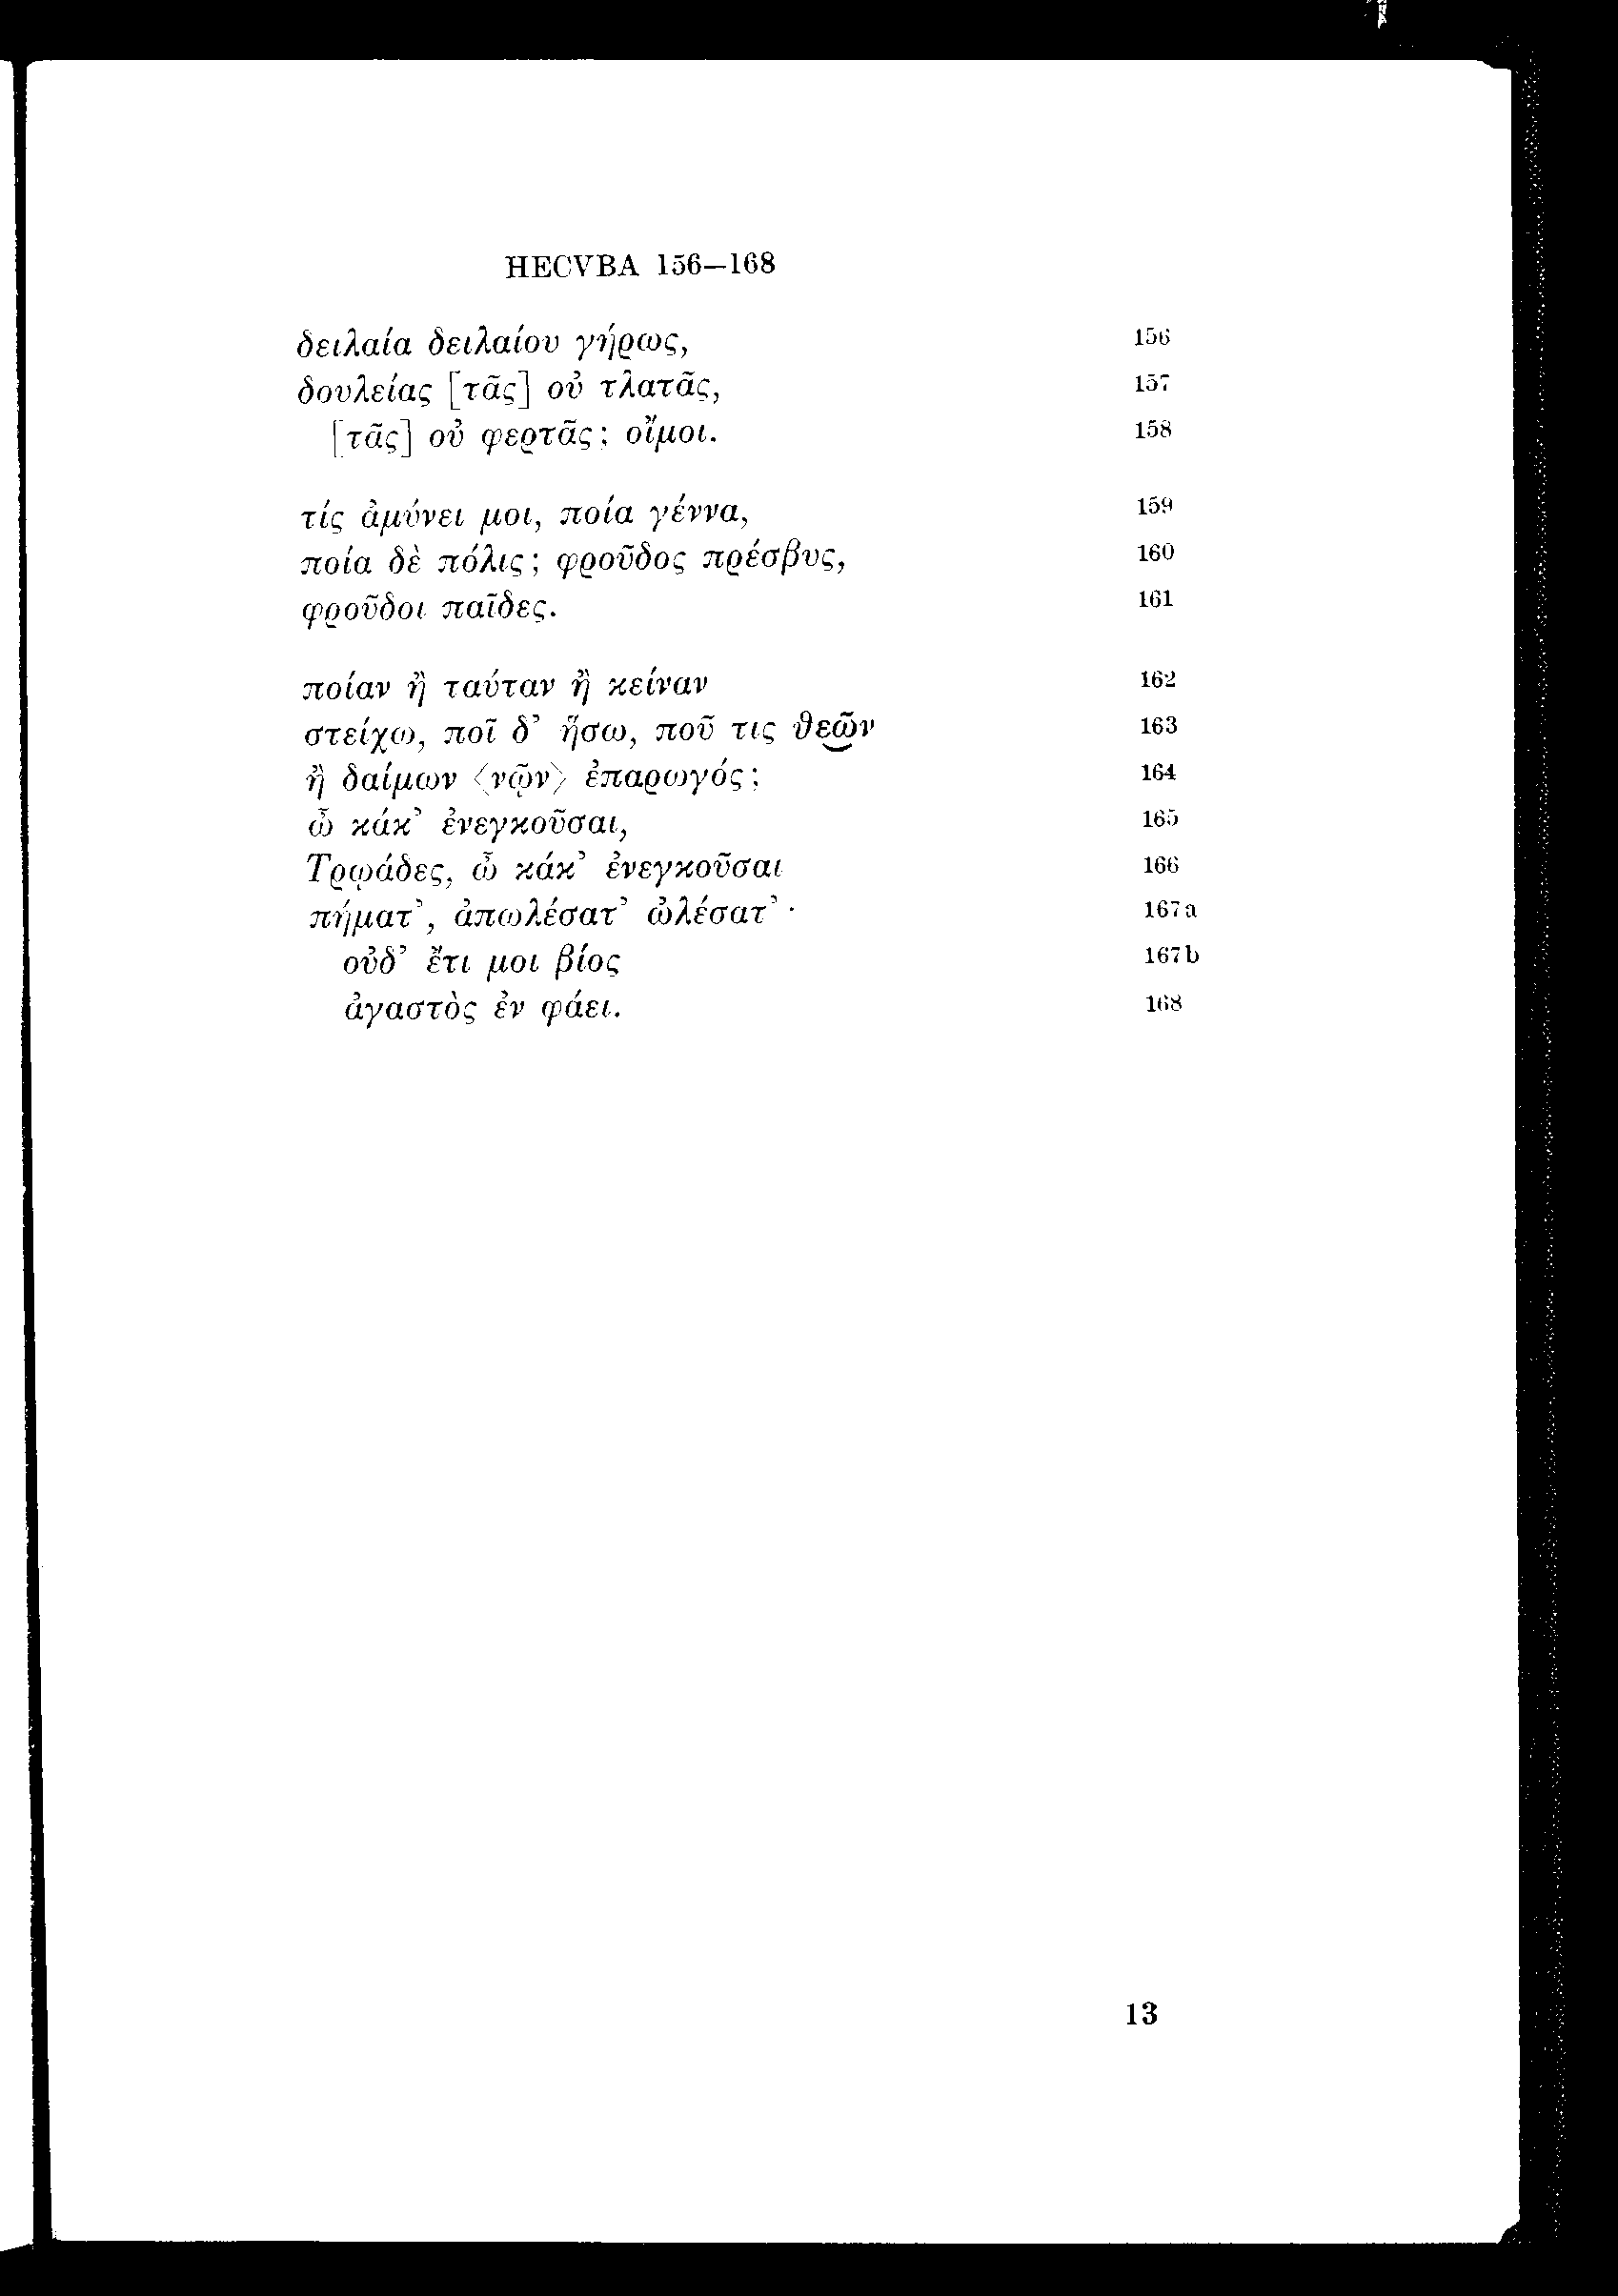 HECVBA 156–168
δειλαία δειλαίου γήρως, 156
δουλείας [τᾶς] οὐ τλατᾶς, 157
[τᾶς] οὐ φερτᾶς; οἴμοι. 158
τίς ἀμύνει μοι, ποία γέννα, 159
ποία δὲ πόλις; φροῦδος πρέσβυς, 160
φροῦδοι παῖδες. 161
ποίαν ἢ ταύταν ἢ κείναν 162
στείχω, ποῖ δ’ ἥσω, ποῦ τις θεῶν 163
ἢ δαίμων ⟨νῷν⟩ ἐπαρωγός; 164
ὦ κάκ’ ἐνεγκοῦσαι, 165
Τρῳάδες, ὦ κάκ’ ἐνεγκοῦσαι 166
πήματ’, ἀπωλέσατ’ ὠλέσατ’· 167a
οὐδ’ ἔτι μοι βίος 167b
ἀγαστὸς ἐν φάει. 168
13